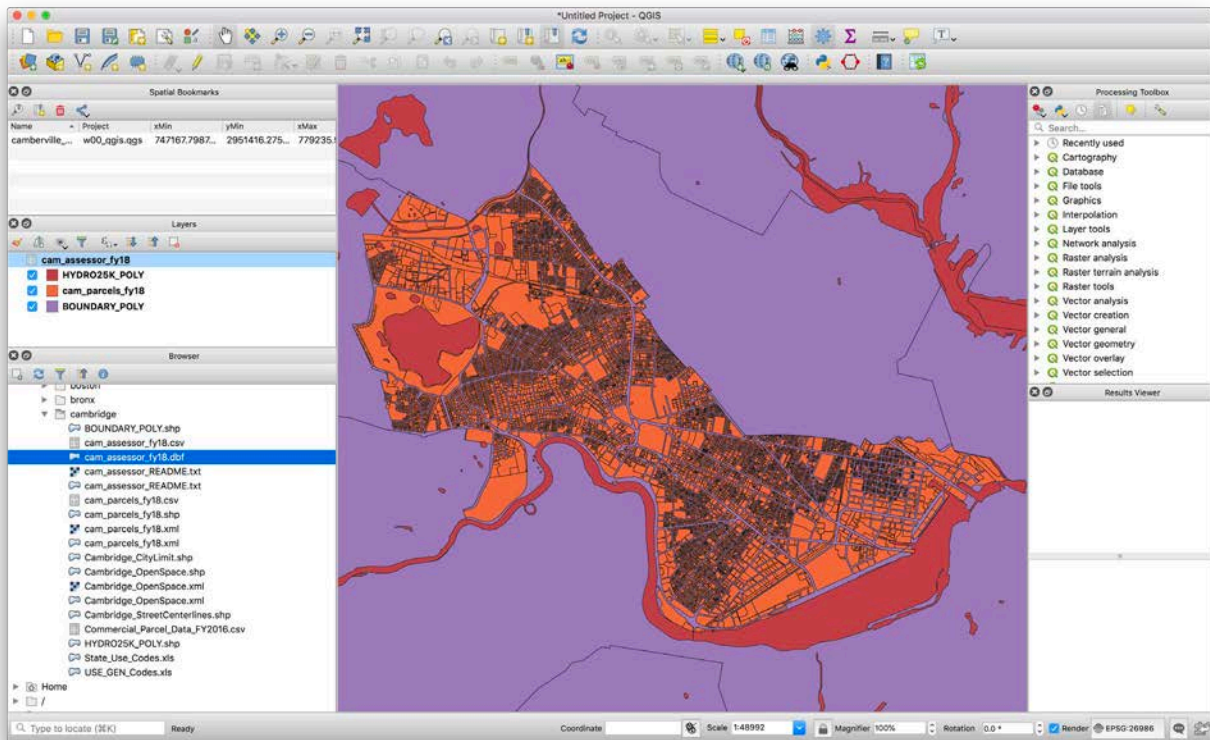 *Untitled Project - QGIS
Spatial Bookmarks
Name Project xMin yMin xMax
camberville_... w00_qgis.qgs 747167.7987... 2951416.275... 779235.
Layers
cam_assessor_fy18
HYDRO25K_POLY
cam_parcels_fy18
BOUNDARY_POLY
Browser
boston
bronx
cambridge
BOUNDARY_POLY.shp
cam_assessor_fy18.csv
cam_assessor_fy18.dbf
cam_assessor_README.txt
cam_assessor_README.txt
cam_parcels_fy18.csv
cam_parcels_fy18.shp
cam_parcels_fy18.xml
cam_parcels_fy18.xml
Cambridge_CityLimit.shp
Cambridge_OpenSpace.shp
Cambridge_OpenSpace.xml
Cambridge_OpenSpace.xml
Cambridge_StreetCenterlines.shp
Commercial_Parcel_Data_FY2016.csv
HYDRO25K_POLY.shp
State_Use_Codes.xls
USE_GEN_Codes.xls
Home
/
Processing Toolbox
Search...
Recently used
Cartography
Database
File tools
Graphics
Interpolation
Layer tools
Network analysis
Raster analysis
Raster terrain analysis
Raster tools
Vector analysis
Vector creation
Vector general
Vector geometry
Vector overlay
Vector selection
Results Viewer
Type to locate (⌘K) Ready Coordinate Scale 1:48992 Magnifier 100% Rotation 0.0 ° Render EPSG:26986